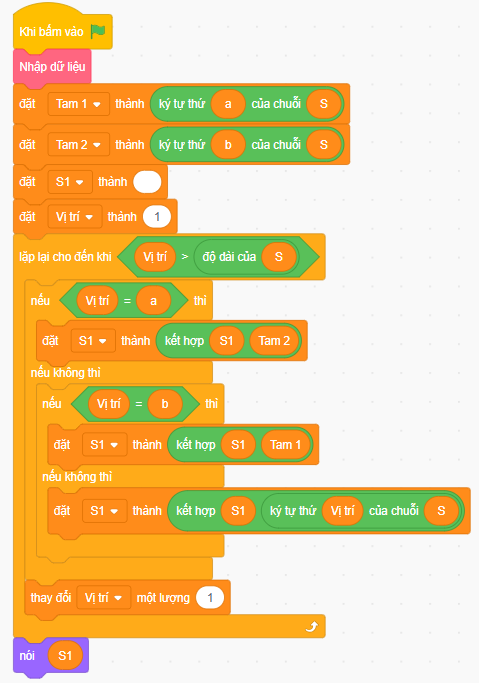 Khi bấm vào
Nhập dữ liệu
đặt Tam 1 thành ký tự thứ a của chuỗi S
đặt Tam 2 thành ký tự thứ b của chuỗi S
đặt S1 thành
đặt Vị trí thành 1
lặp lại cho đến khi Vị trí > độ dài của S
nếu Vị trí = a thì
đặt S1 thành kết hợp S1 Tam 2
nếu không thì
nếu Vị trí = b thì
đặt S1 thành kết hợp S1 Tam 1
nếu không thì
đặt S1 thành kết hợp S1 ký tự thứ Vị trí của chuỗi S
thay đổi Vị trí một lượng 1
nói S1